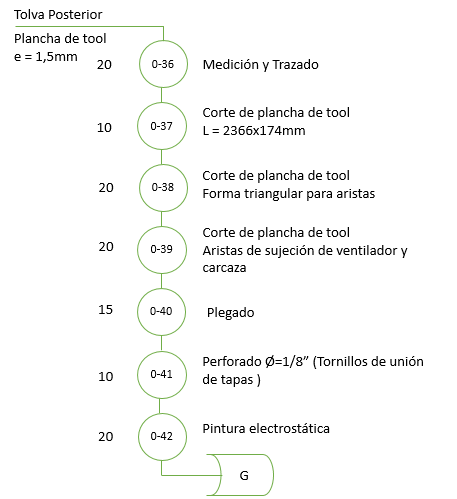 Tolva Posterior
Plancha de tool
e = 1,5mm
20 0-36 Medición y Trazado
10 0-37 Corte de plancha de tool
L = 2366x174mm
20 0-38 Corte de plancha de tool
Forma triangular para aristas
20 0-39 Corte de plancha de tool
Aristas de sujeción de ventilador y
carcaza
15 0-40 Plegado
10 0-41 Perforado Ø=1/8” (Tornillos de unión
de tapas )
20 0-42 Pintura electrostática
G